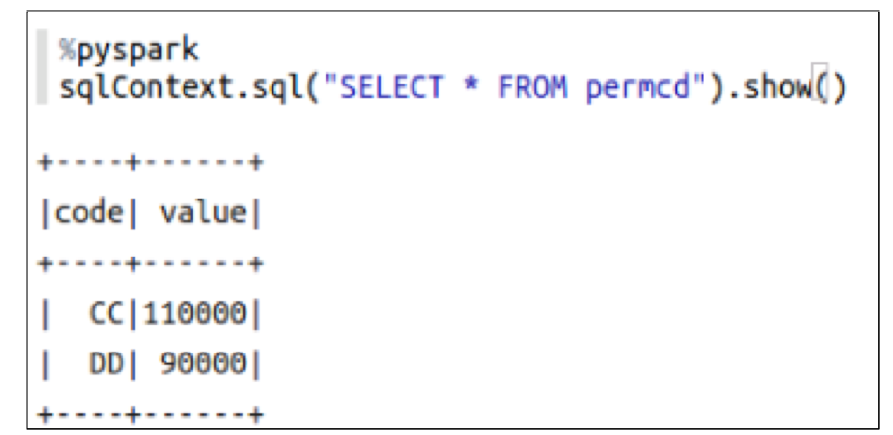 %pyspark
sqlContext.sql("SELECT * FROM permcd").show()
+----+------+
|code| value|
+----+------+
|  CC|110000|
|  DD| 90000|
+----+------+